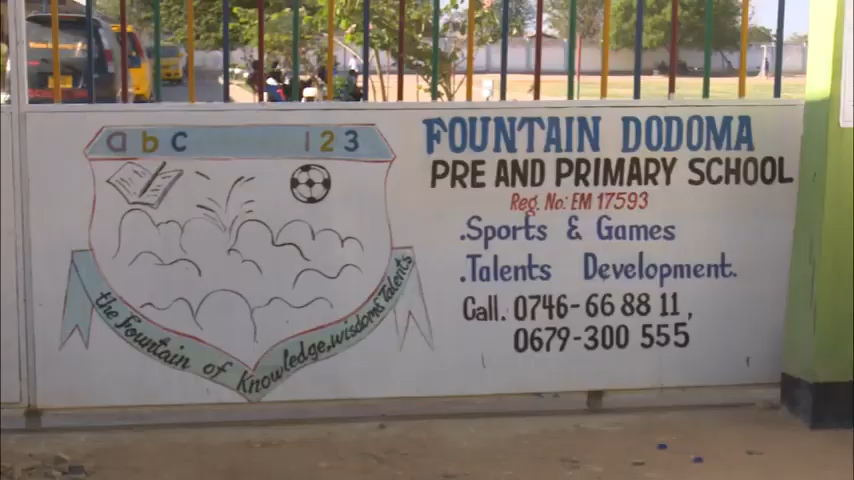 abc 123
the Fountain of Knowledge, wisdoms Talents
FOUNTAIN DODOMA
PRE AND PRIMARY SCHOOL
Reg. No: EM 17593
.Sports & Games
.Talents Development.
Call. 0746-66 88 11,
0679-300 555